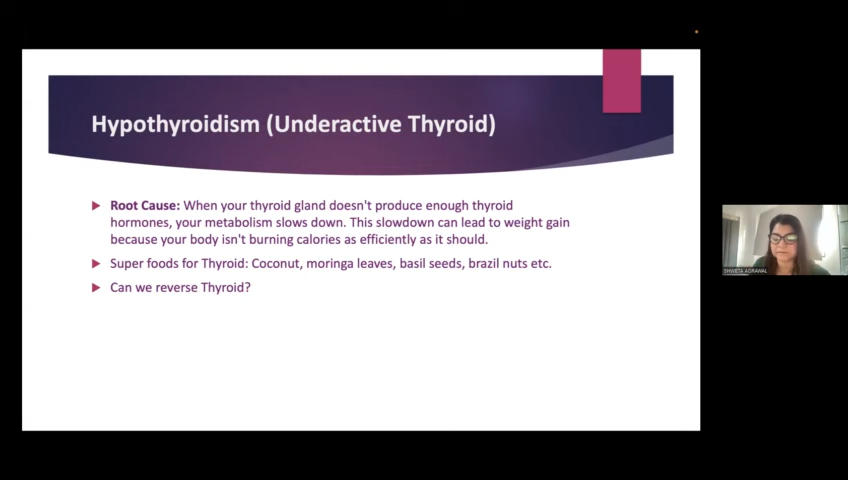 Hypothyroidism (Underactive Thyroid)
Root Cause: When your thyroid gland doesn't produce enough thyroid
hormones, your metabolism slows down. This slowdown can lead to weight gain
because your body isn't burning calories as efficiently as it should.
Super foods for Thyroid: Coconut, moringa leaves, basil seeds, brazil nuts etc.
Can we reverse Thyroid?
SHWETA AGRAWAL